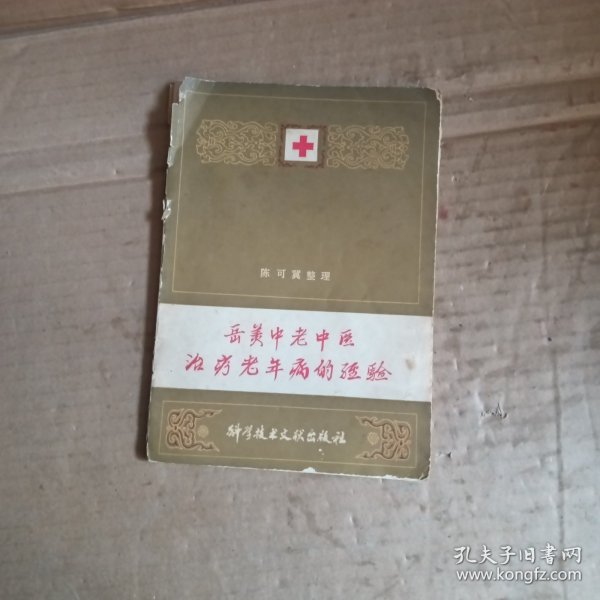 陈可冀整理
岳美中老中医
治疗老年病的经验
科学技术文献出版社
孔夫子旧书网
www.kongfz.com